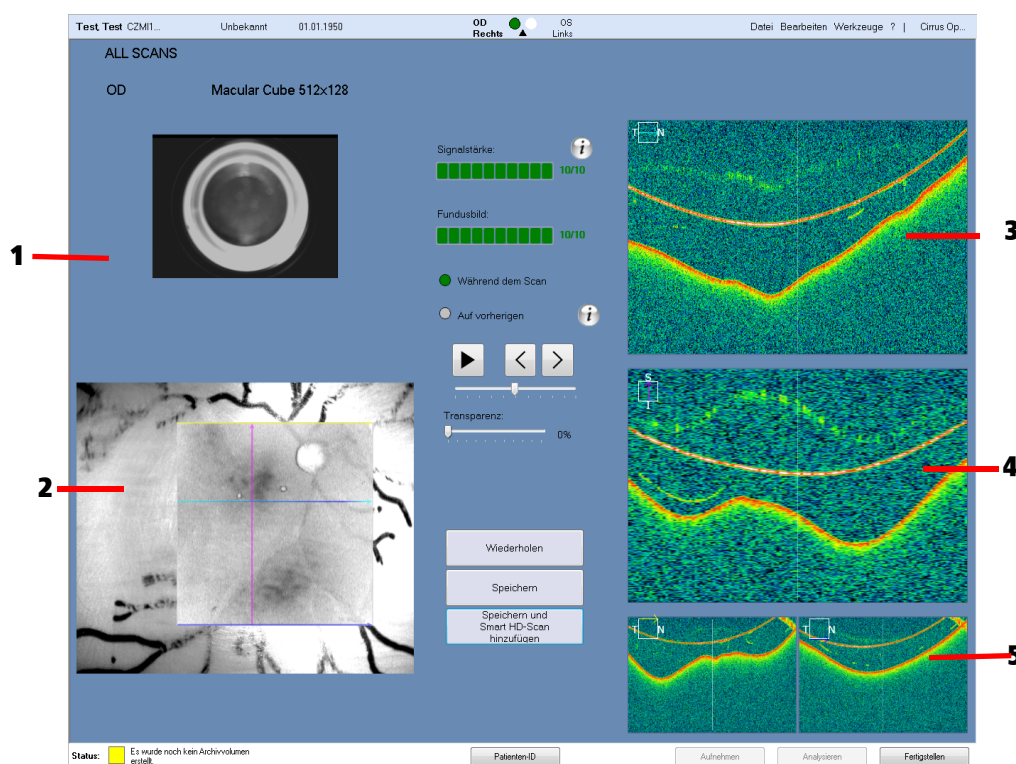 Test, Test CZMI1... Unbekannt 01.01.1950 OD Rechts OS Links Datei Bearbeiten Werkzeuge ? | Cirrus Op...
ALL SCANS
OD Macular Cube 512x128
Signalstärke:
10/10
Fundusbild:
10/10
Während dem Scan
Auf vorherigen
Transparenz:
0%
Wiederholen
Speichern
Speichern und
Smart HD-Scan
hinzufügen
1
2
T N
3
S
I
4
T N
T N
5
Status: Es wurde noch kein Archivvolumen
erstellt.
Patienten-ID Aufnehmen Analysieren Fertigstellen